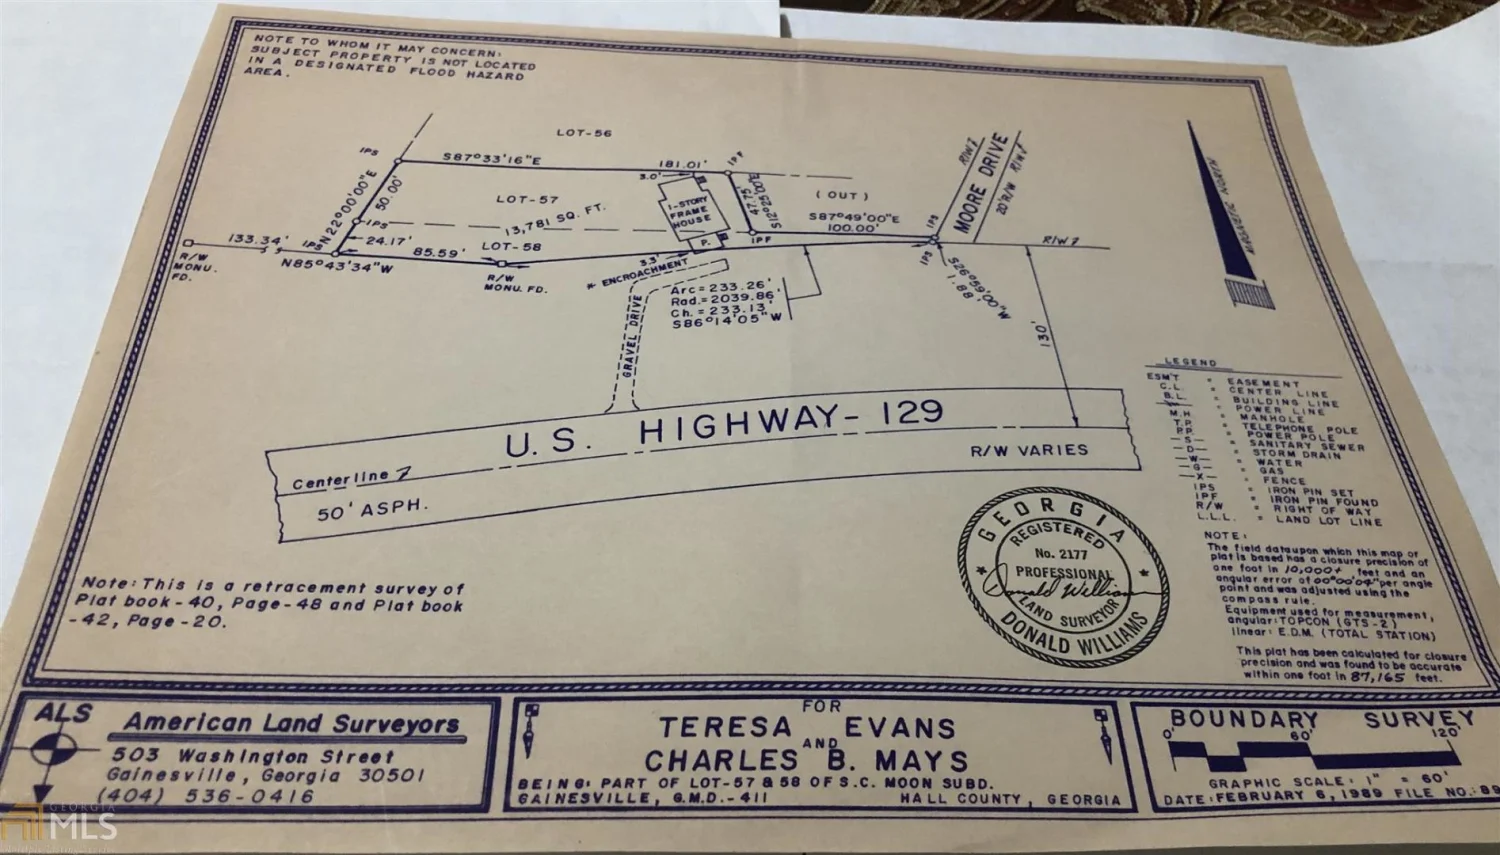 NOTE TO WHOM IT MAY CONCERN:
SUBJECT PROPERTY IS NOT LOCATED
IN A DESIGNATED FLOOD HAZARD
AREA.
LOT-56
IPS
S87°33'16"E
181.01'
IPF
3.0'
N22°00'00"E
50.00'
LOT-57
13,781 SQ. FT.
1-STORY
FRAME
HOUSE
P.
47.75'
S12°25'00"E
(OUT)
S87°49'00"E
100.00'
IPF
IPS
MOORE DRIVE
R/W
20' R/W
R/W
R/W
MAGNETIC NORTH
133.34'
IPS
IPS
24.17'
85.59'
LOT-58
R/W
MONU.
FD.
N85°43'34"W
R/W
MONU. FD.
3.3'
* ENCROACHMENT
Arc=233.26'
Rad.=2039.86'
Ch.=233.13'
S86°14'05"W
IPS
S26°59'00"W
1.88'
130'
GRAVEL DRIVE
U.S. HIGHWAY-129
Centerline
R/W VARIES
50' ASPH.
LEGEND
ESM'T = EASEMENT
C.L. = CENTER LINE
B.L. = BUILDING LINE
= POWER LINE
M.H. = MANHOLE
T.P. = TELEPHONE POLE
P.P. = POWER POLE
-S- = SANITARY SEWER
-D- = STORM DRAIN
-W- = WATER
-G- = GAS
-X- = FENCE
IPS = IRON PIN SET
IPF = IRON PIN FOUND
R/W = RIGHT OF WAY
L.L.L. = LAND LOT LINE
NOTE:
The field data upon which this map or
plat is based has a closure precision of
one foot in 10,000+ feet and an
angular error of 00°00'04" per angle
point and was adjusted using the
compass rule.
Equipment used for measurement,
angular: TOPCON (GTS-2)
linear: E.D.M. (TOTAL STATION)
This plat has been calculated for closure
precision and was found to be accurate
within one foot in 87,165 feet.
GEORGIA
REGISTERED
No. 2177
PROFESSIONAL
Donald Williams
LAND SURVEYOR
DONALD WILLIAMS
Note: This is a retracement survey of
Plat book-40, Page-48 and Plat book
-42, Page-20.
ALS
American Land Surveyors
503 Washington Street
Gainesville, Georgia 30501
(404) 536-0416
FOR
TERESA EVANS
AND
CHARLES B. MAYS
BEING: PART OF LOT-57 & 58 OF S.C. MOON SUBD.
GAINESVILLE, G.M.D.-411 HALL COUNTY, GEORGIA
BOUNDARY SURVEY
0' 60' 120'
GRAPHIC SCALE: 1" = 60'
DATE: FEBRUARY 6, 1989 FILE NO.: 89
GEORGIA
MLS